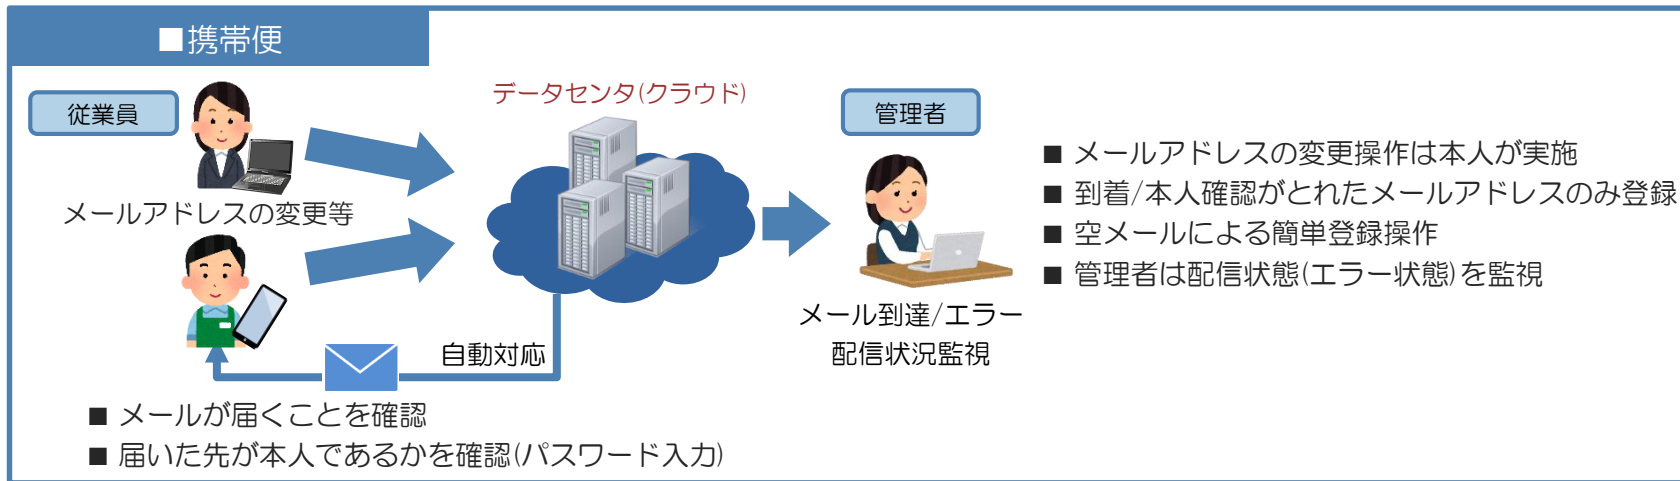 ■携帯便
従業員
データセンタ(クラウド)
管理者
メールアドレスの変更等
■ メールアドレスの変更操作は本人が実施
■ 到着/本人確認がとれたメールアドレスのみ登録
■ 空メールによる簡単登録操作
■ 管理者は配信状態(エラー状態)を監視
メール到達/エラー
配信状況監視
自動対応
■ メールが届くことを確認
■ 届いた先が本人であるかを確認(パスワード入力)